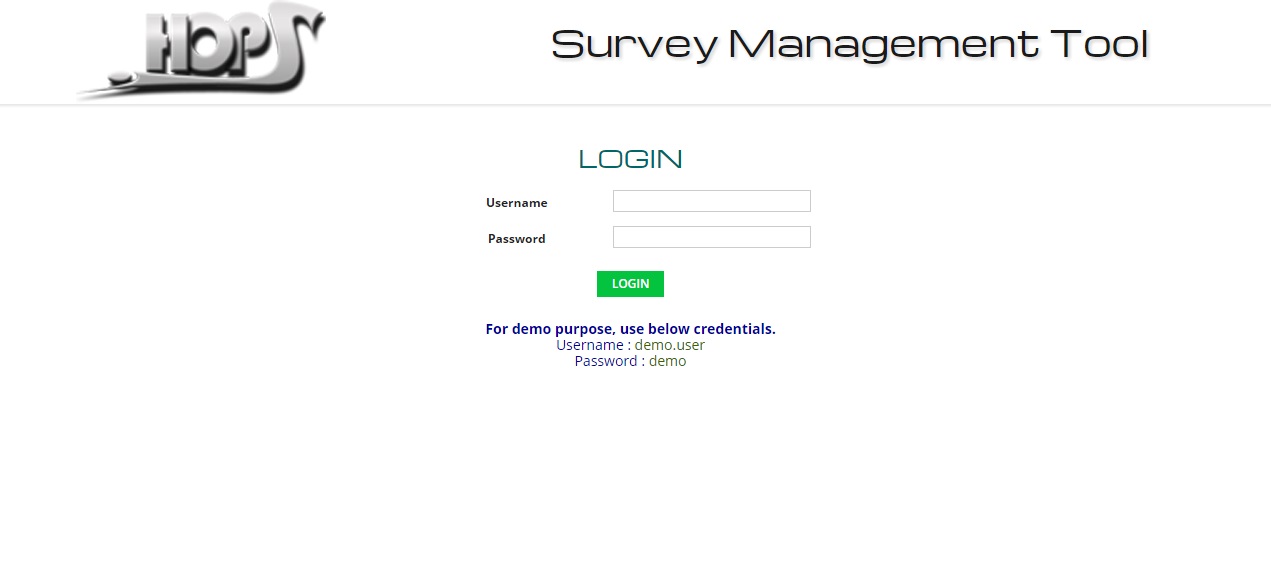 HOPS
Survey Management Tool
LOGIN
Username
Password
LOGIN
For demo purpose, use below credentials.
Username : demo.user
Password : demo